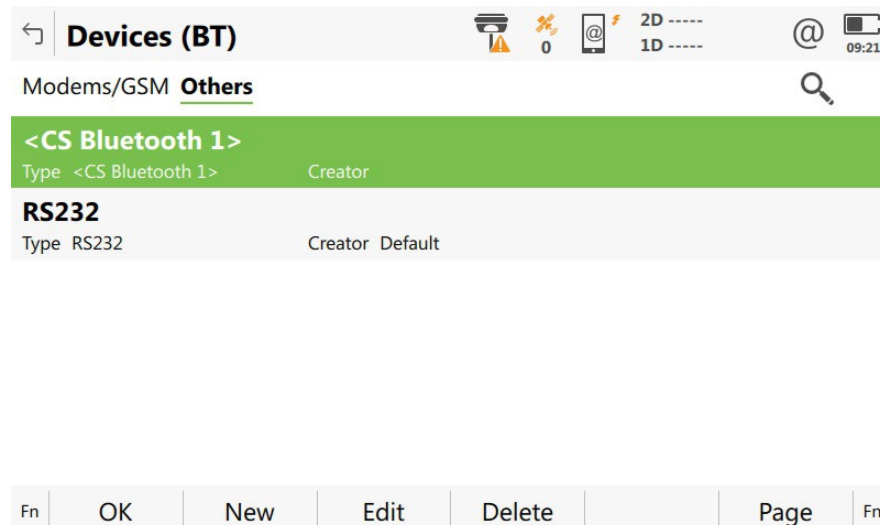 Devices (BT)
0
@
2D -----
1D -----
@
09:21
Modems/GSM Others
<CS Bluetooth 1>
Type <CS Bluetooth 1> Creator
RS232
Type RS232 Creator Default
Fn OK New Edit Delete Page Fn